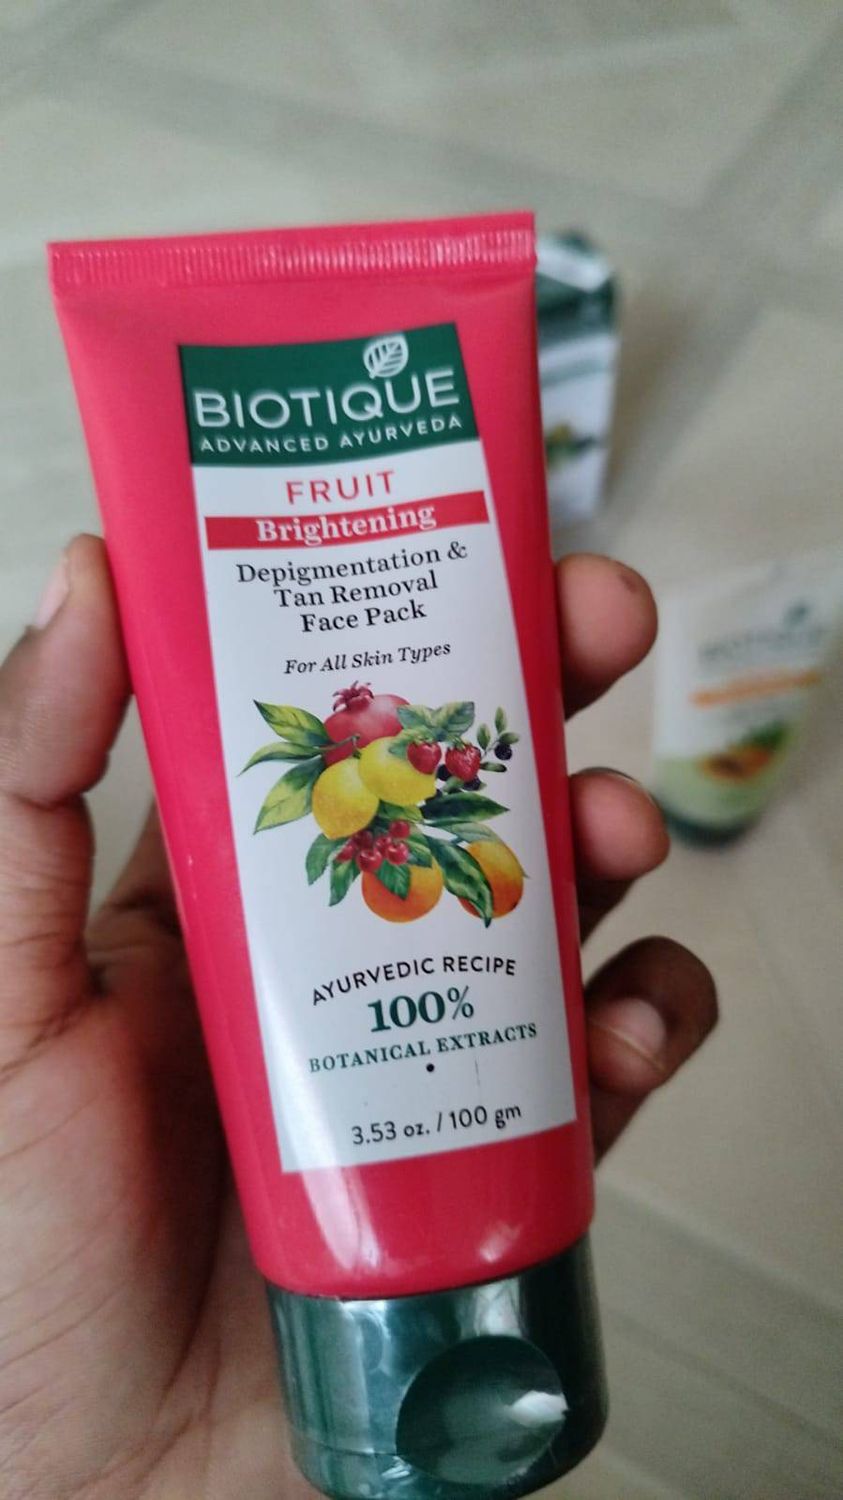 BIOTIQUE
ADVANCED AYURVEDA
FRUIT
Brightening
Depigmentation &
Tan Removal
Face Pack
For All Skin Types
AYURVEDIC RECIPE
100%
BOTANICAL EXTRACTS
3.53 oz. / 100 gm
BIOTIQUE